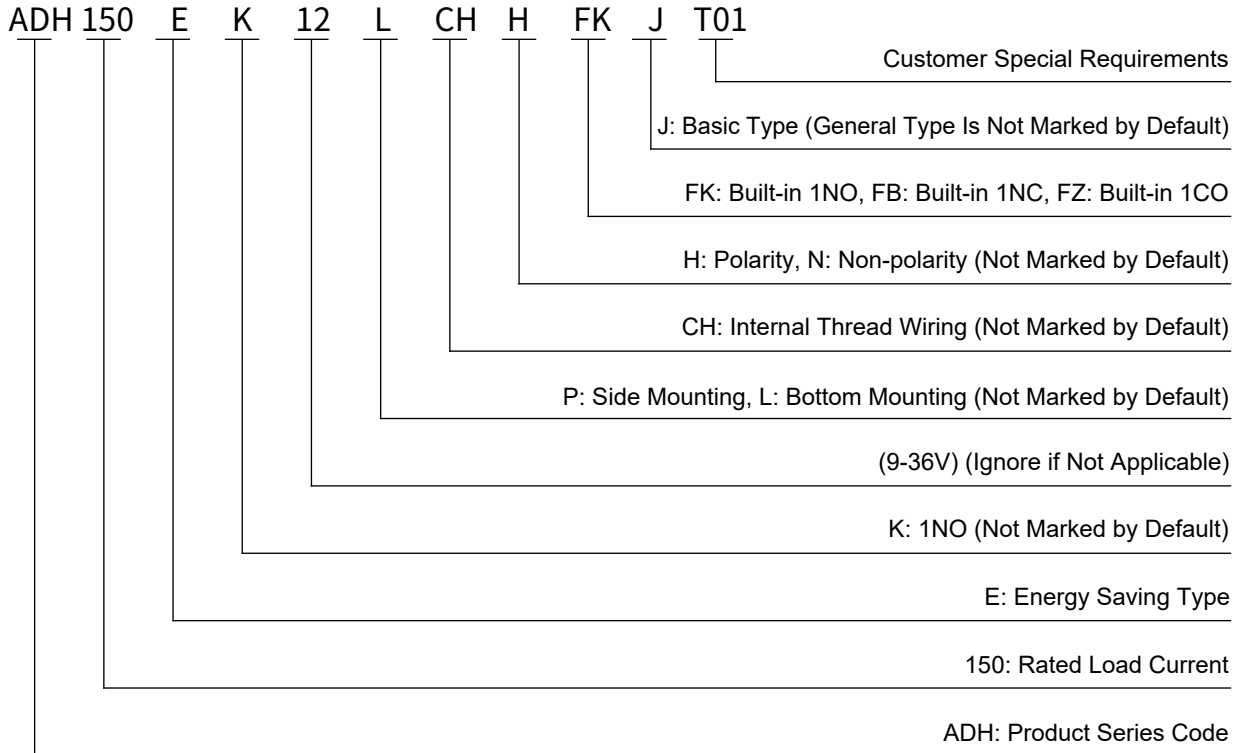 ADH 150 E K 12 L CH H FK J T01
Customer Special Requirements
J: Basic Type (General Type Is Not Marked by Default)
FK: Built-in 1NO, FB: Built-in 1NC, FZ: Built-in 1CO
H: Polarity, N: Non-polarity (Not Marked by Default)
CH: Internal Thread Wiring (Not Marked by Default)
P: Side Mounting, L: Bottom Mounting (Not Marked by Default)
(9-36V) (Ignore if Not Applicable)
K: 1NO (Not Marked by Default)
E: Energy Saving Type
150: Rated Load Current
ADH: Product Series Code